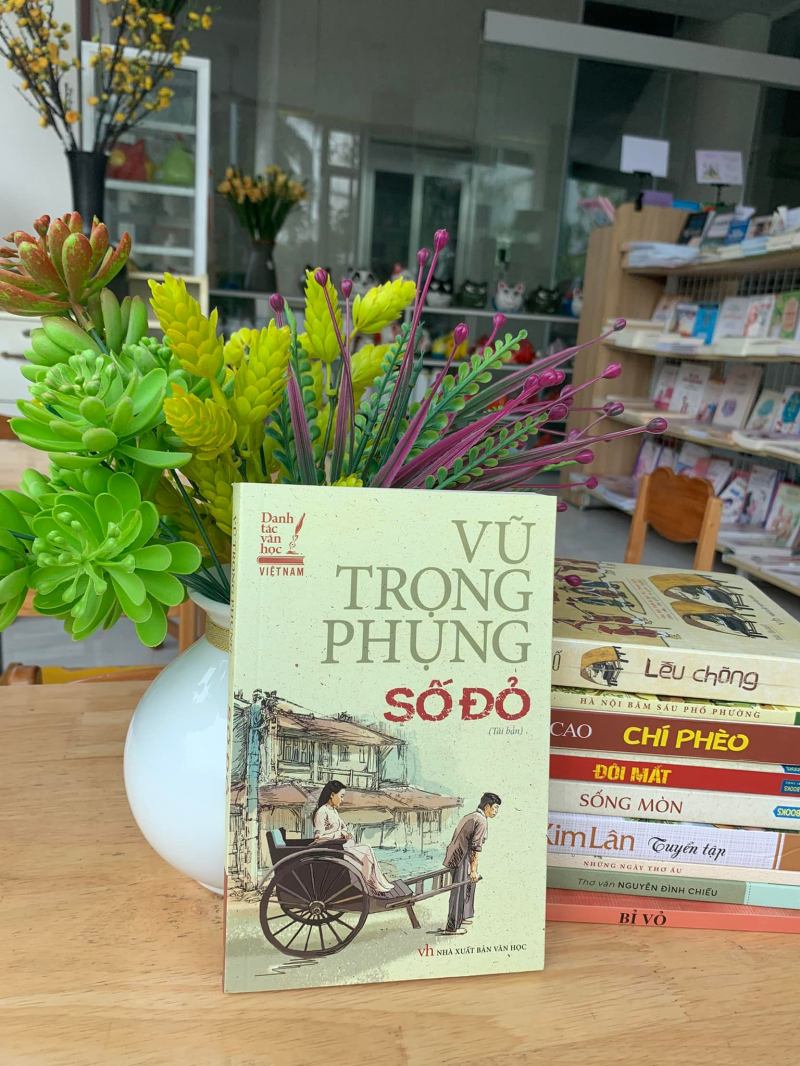 Danh
tác
văn
học
VIỆT NAM
VŨ
TRỌNG
PHỤNG
SỐ ĐỎ
(Tái bản)
vh NHÀ XUẤT BẢN VĂN HỌC
Lều chõng
HÀ NỘI BĂM SÁU PHỐ PHƯỜNG
CAO CHÍ PHÈO
ĐÔI MẮT
SỐNG MÒN
BOOKS
Kim Lân Tuyển tập
NHỮNG NGÀY THƠ ẤU
Thơ văn NGUYỄN ĐÌNH CHIỂU
BỈ VỎ